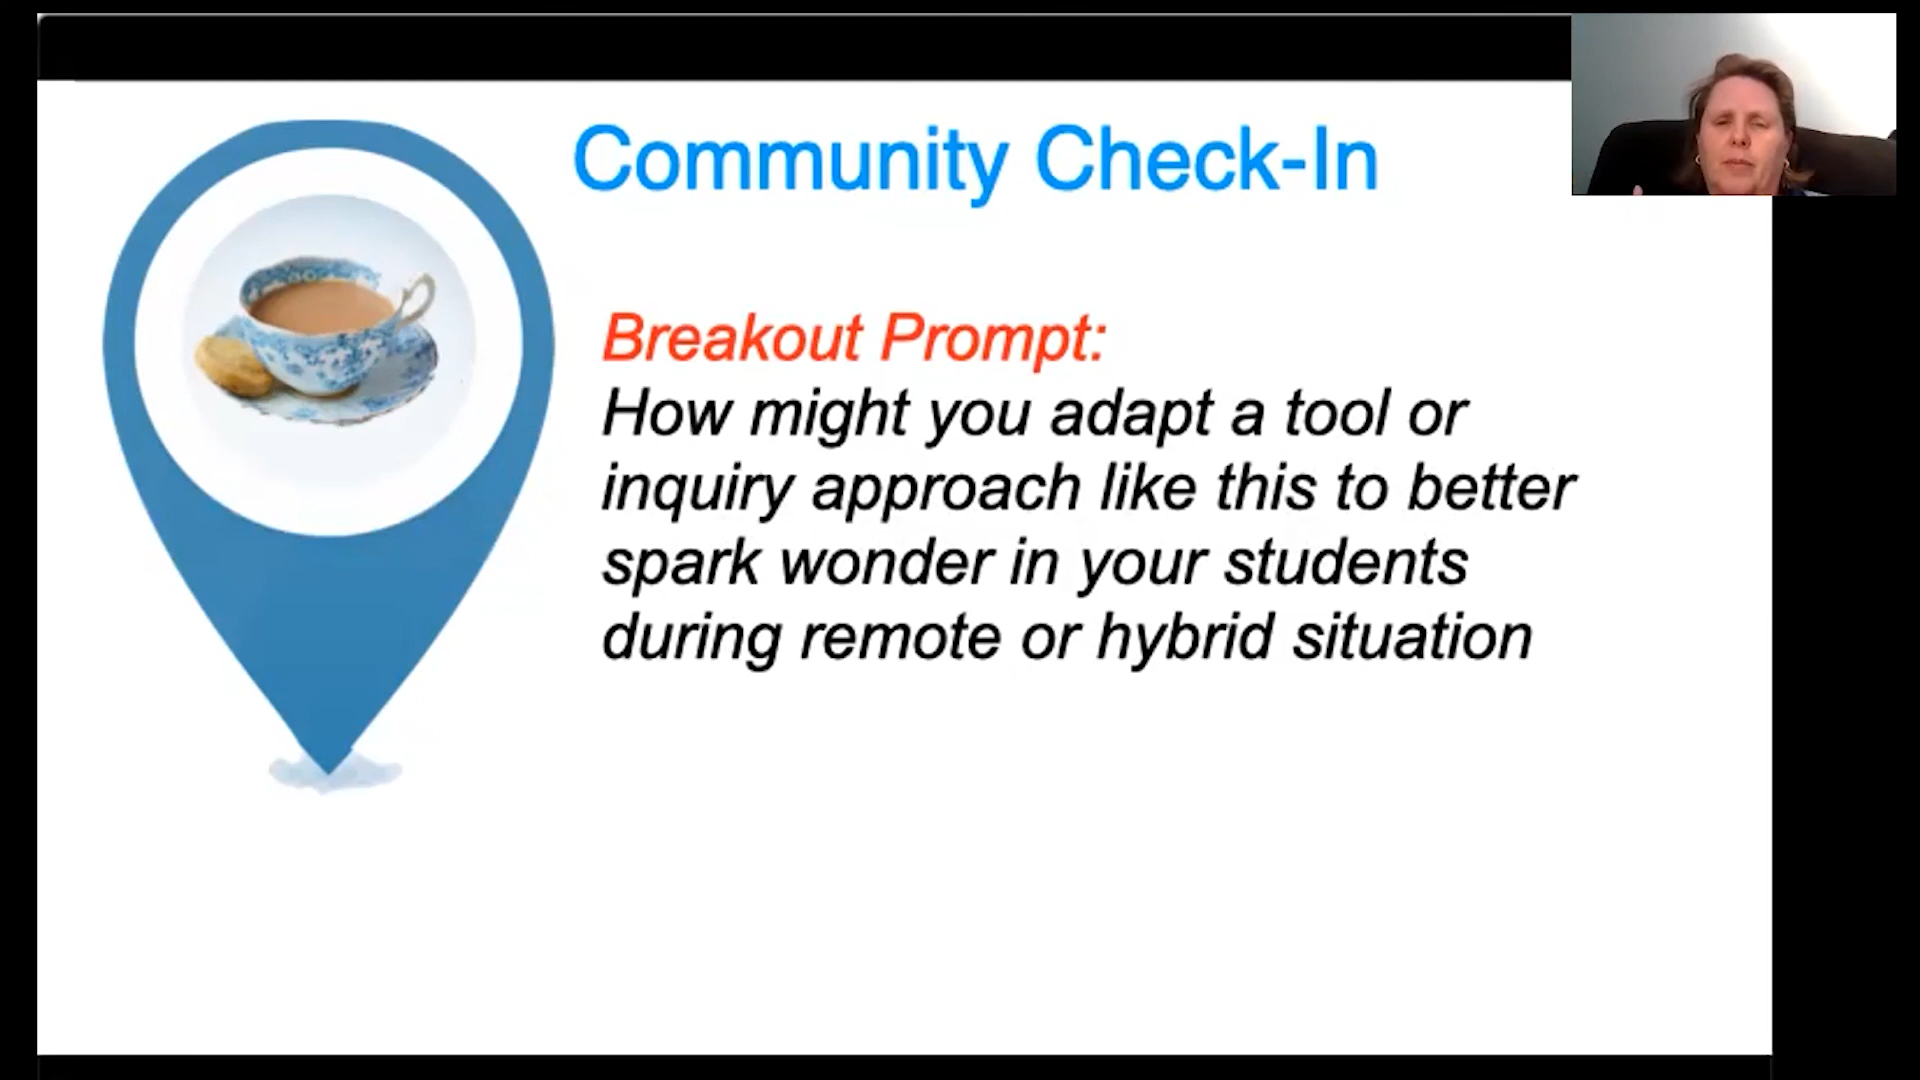 Community Check-In
Breakout Prompt:
How might you adapt a tool or
inquiry approach like this to better
spark wonder in your students
during remote or hybrid situation